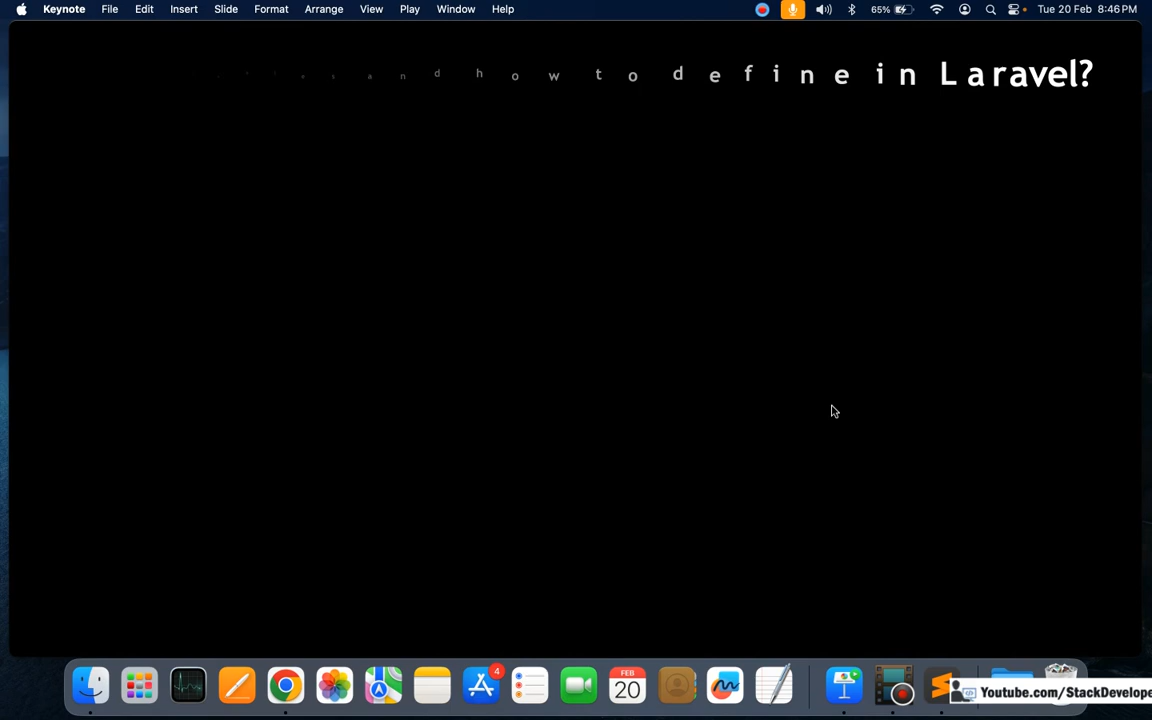 Keynote File Edit Insert Slide Format Arrange View Play Window Help 65% Tue 20 Feb 8:46 PM
and how to define in Laravel?
4
FEB
20
Youtube.com/StackDevelope